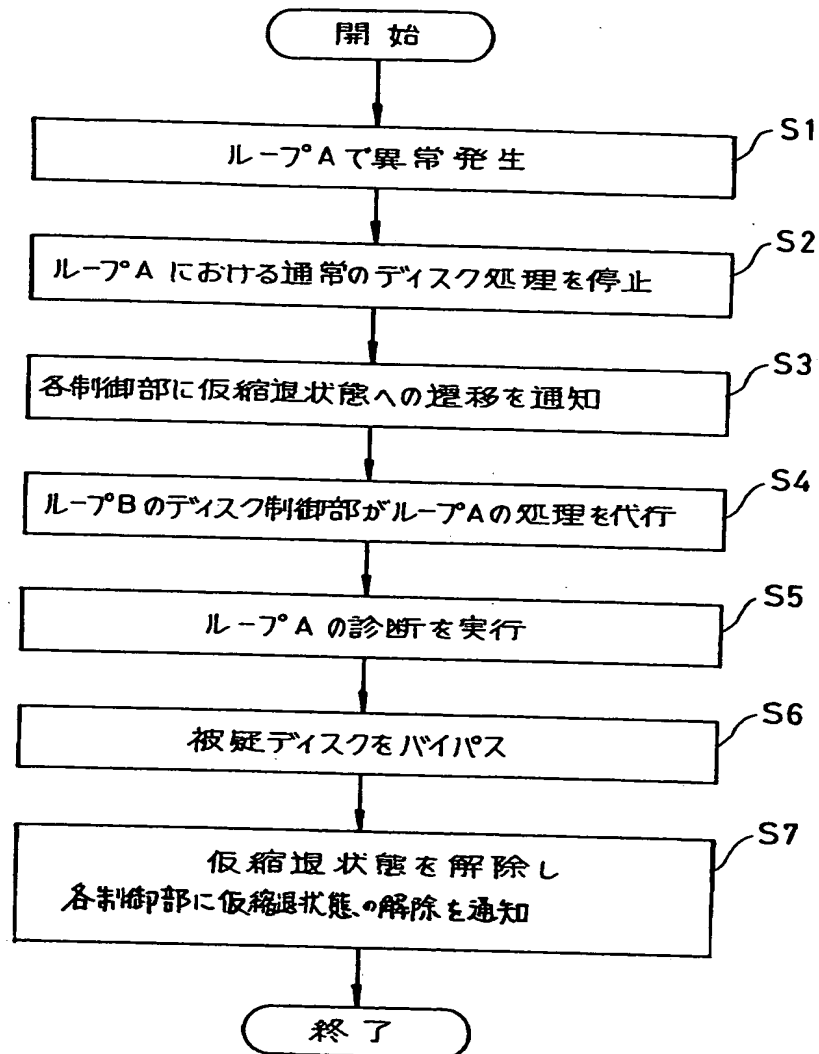 開始
S1
ループAで異常発生
S2
ループAにおける通常のディスク処理を停止
S3
各制御部に仮縮退状態への遷移を通知
S4
ループBのディスク制御部がループAの処理を代行
S5
ループAの診断を実行
S6
被疑ディスクをバイパス
S7
仮縮退状態を解除し
各制御部に仮縮退状態の解除を通知
終了